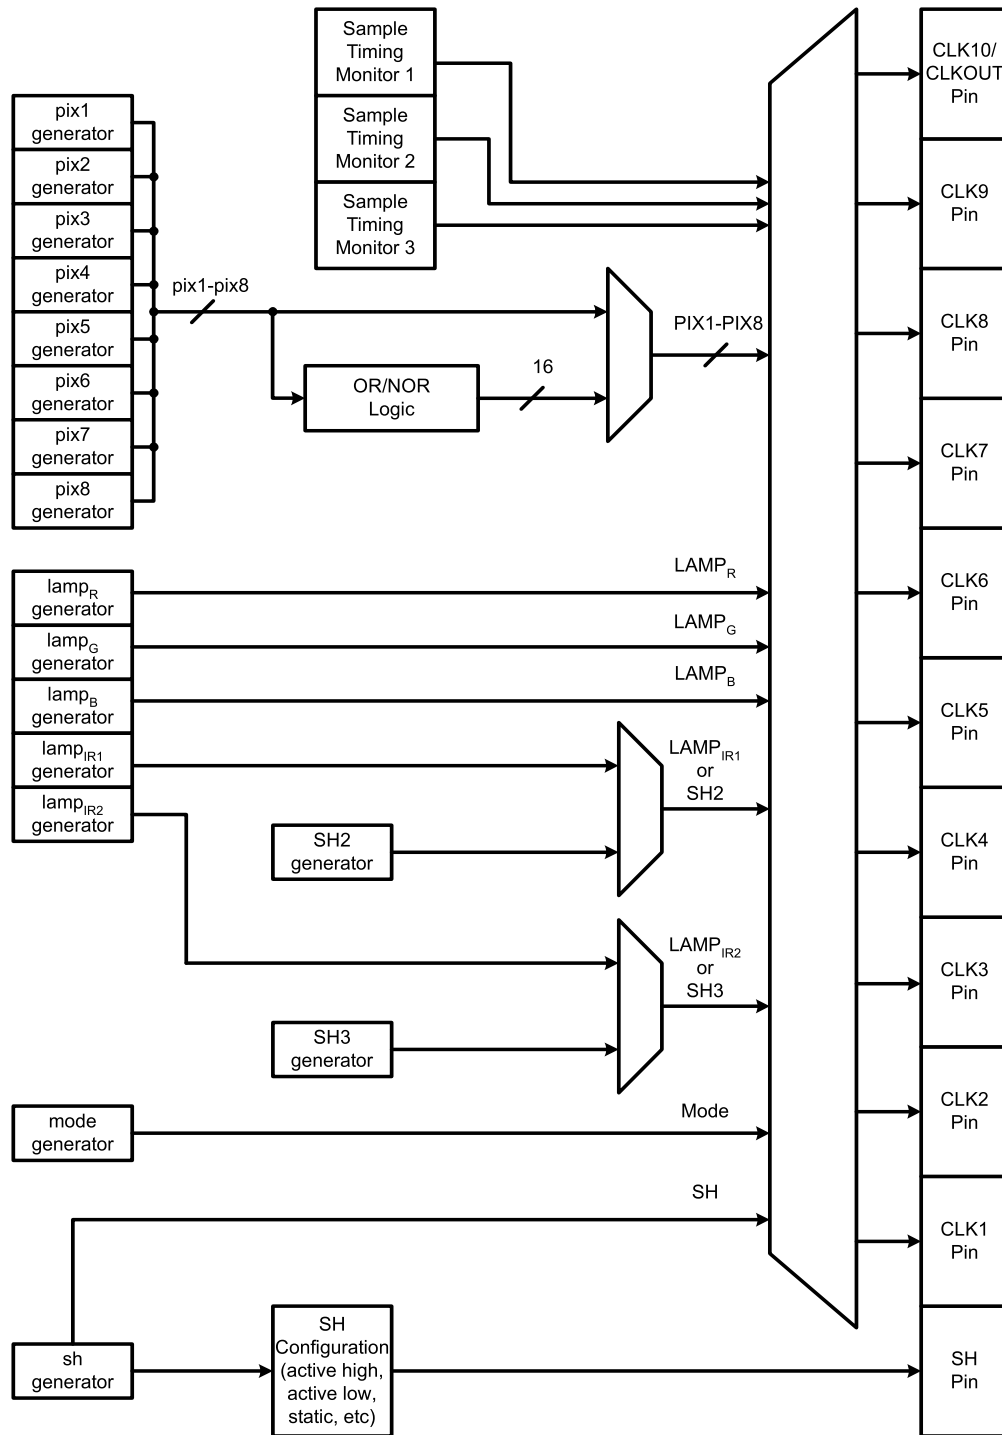 Sample
Timing
Monitor 1
Sample
Timing
Monitor 2
Sample
Timing
Monitor 3
pix1
generator
pix2
generator
pix3
generator
pix4
generator
pix5
generator
pix6
generator
pix7
generator
pix8
generator
pix1-pix8
OR/NOR
Logic
16
PIX1-PIX8
lampR
generator
lampG
generator
lampB
generator
lampIR1
generator
lampIR2
generator
LAMPR
LAMPG
LAMPB
LAMPIR1
or
SH2
SH2
generator
LAMPIR2
or
SH3
SH3
generator
mode
generator
Mode
SH
sh
generator
SH
Configuration
(active high,
active low,
static, etc)
CLK10/
CLKOUT
Pin
CLK9
Pin
CLK8
Pin
CLK7
Pin
CLK6
Pin
CLK5
Pin
CLK4
Pin
CLK3
Pin
CLK2
Pin
CLK1
Pin
SH
Pin